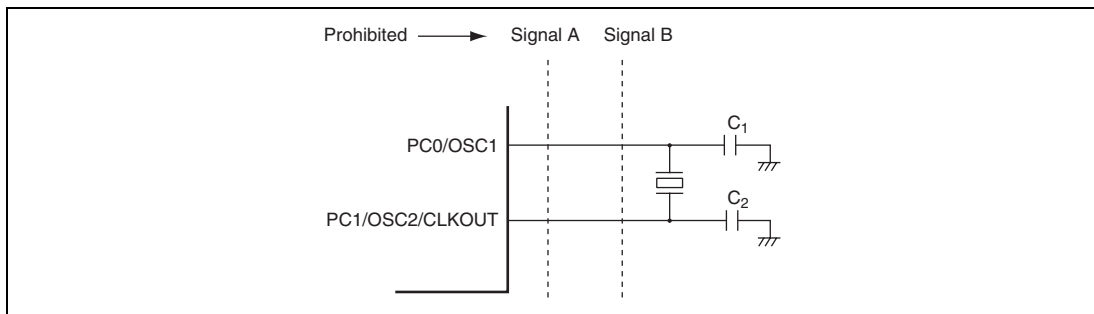 Prohibited Signal A Signal B
C1
PC0/OSC1
C2
PC1/OSC2/CLKOUT